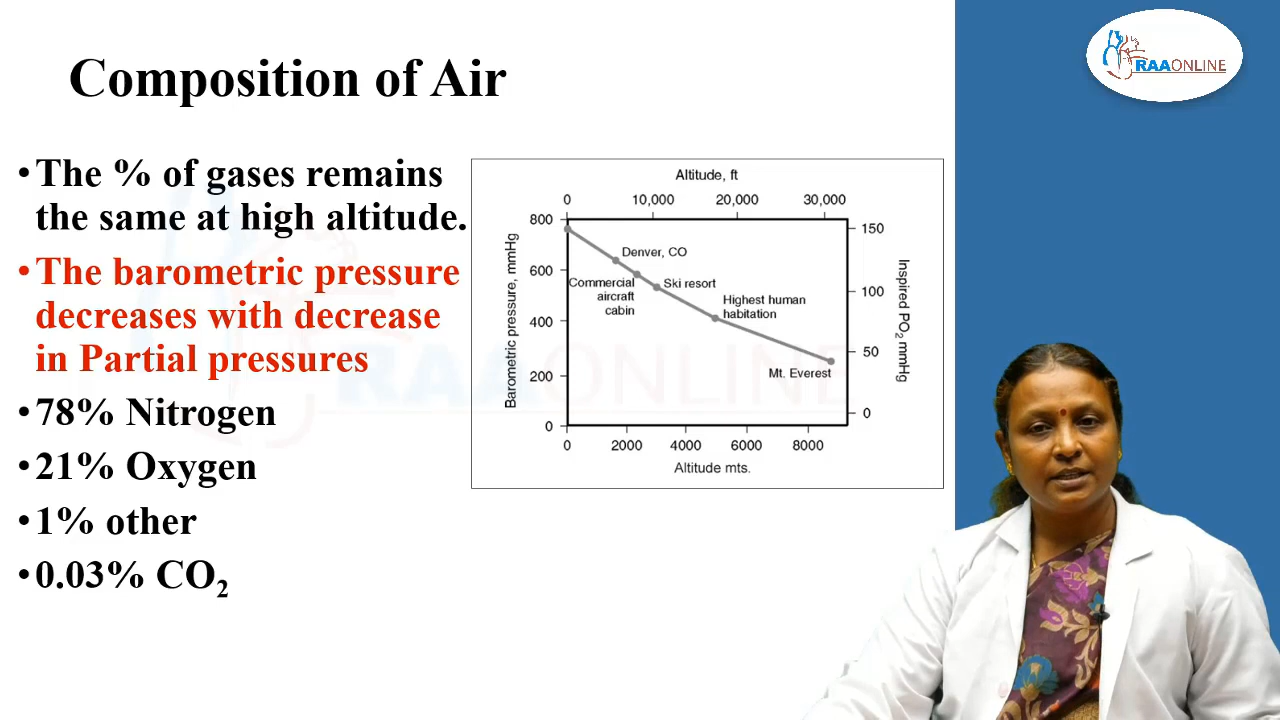 Composition of Air
•The % of gases remains
the same at high altitude.
•The barometric pressure
decreases with decrease
in Partial pressures
•78% Nitrogen
•21% Oxygen
•1% other
•0.03% CO2
Altitude, ft
0 10,000 20,000 30,000
800
600
400
200
0
Barometric pressure, mmHg
Denver, CO
Commercial
aircraft
cabin
Ski resort
Highest human
habitation
Mt. Everest
150
100
50
0
Inspired PO2 mmHg
0 2000 4000 6000 8000
Altitude mts.
RAAONLINE
RAAONLINE